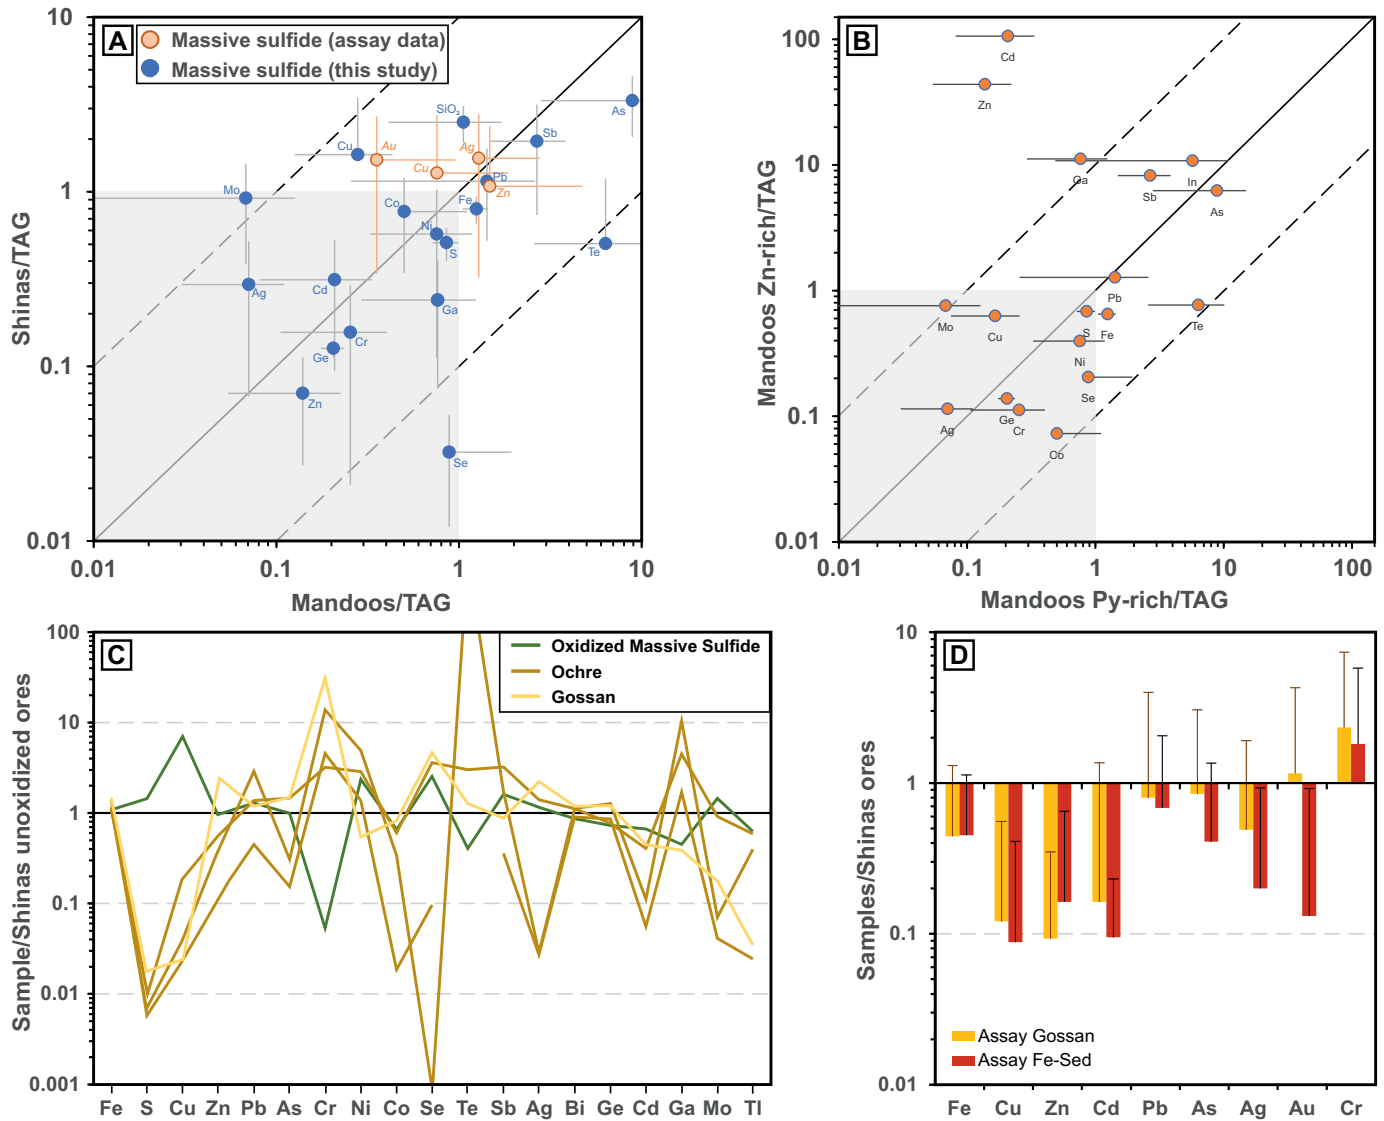 A
Massive sulfide (assay data)
Massive sulfide (this study)
10
1
0.1
0.01
Shinas/TAG
0.01
0.1
1
10
Mandoos/TAG
SiO₂
As
Cu
Au
Ag
Sb
Cu
Pb
Zn
Mo
Co
Fe
Ni
S
Te
Ag
Cd
Ga
Cr
Ge
Zn
Se
B
100
10
1
0.1
0.01
Mandoos Zn-rich/TAG
0.01
0.1
1
10
100
Mandoos Py-rich/TAG
Cd
Zn
Ga
In
Sb
As
Pb
Mo
Cu
S
Fe
Te
Ni
Se
Ag
Ge
Cr
Co
C
Oxidized Massive Sulfide
Ochre
Gossan
100
10
1
0.1
0.01
0.001
Sample/Shinas unoxidized ores
Fe S Cu Zn Pb As Cr Ni Co Se Te Sb Ag Bi Ge Cd Ga Mo Tl
D
10
1
0.1
0.01
Samples/Shinas ores
Assay Gossan
Assay Fe-Sed
Fe Cu Zn Cd Pb As Ag Au Cr